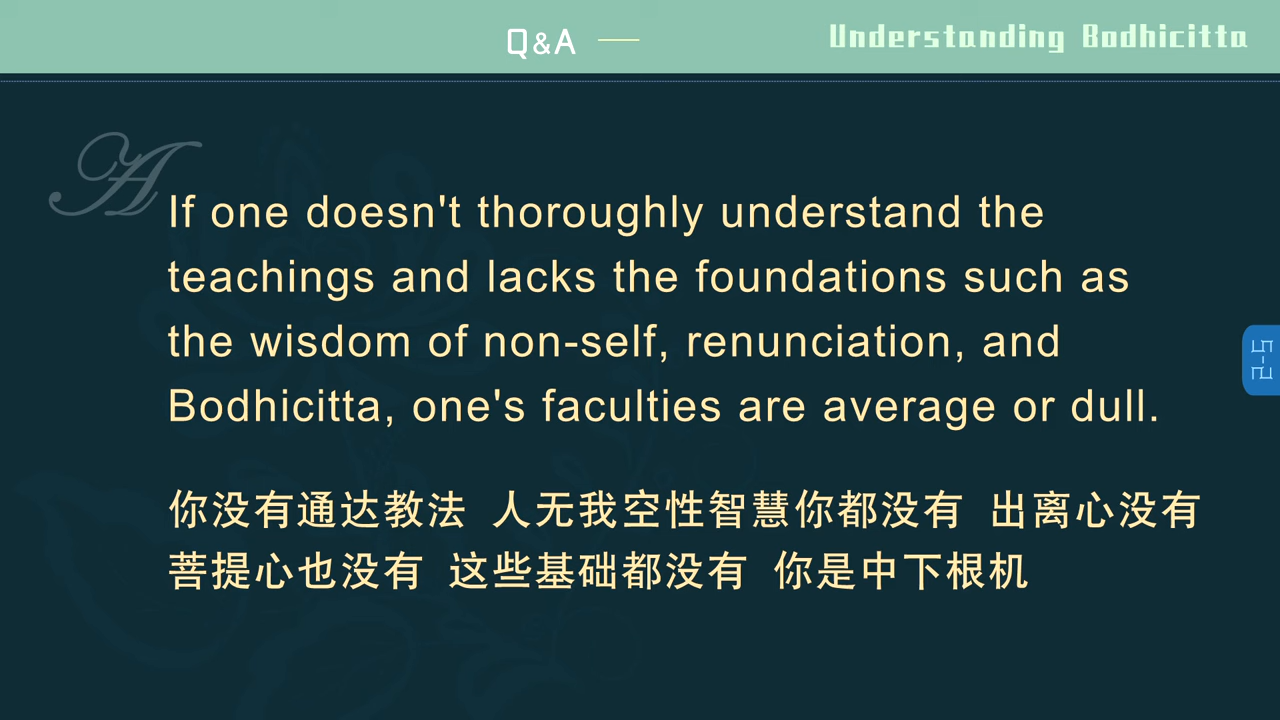 Q&A
Understanding Bodhicitta
A
If one doesn't thoroughly understand the
teachings and lacks the foundations such as
the wisdom of non-self, renunciation, and
Bodhicitta, one's faculties are average or dull.
你没有通达教法 人无我空性智慧你都没有 出离心没有
菩提心也没有 这些基础都没有 你是中下根机
5-2